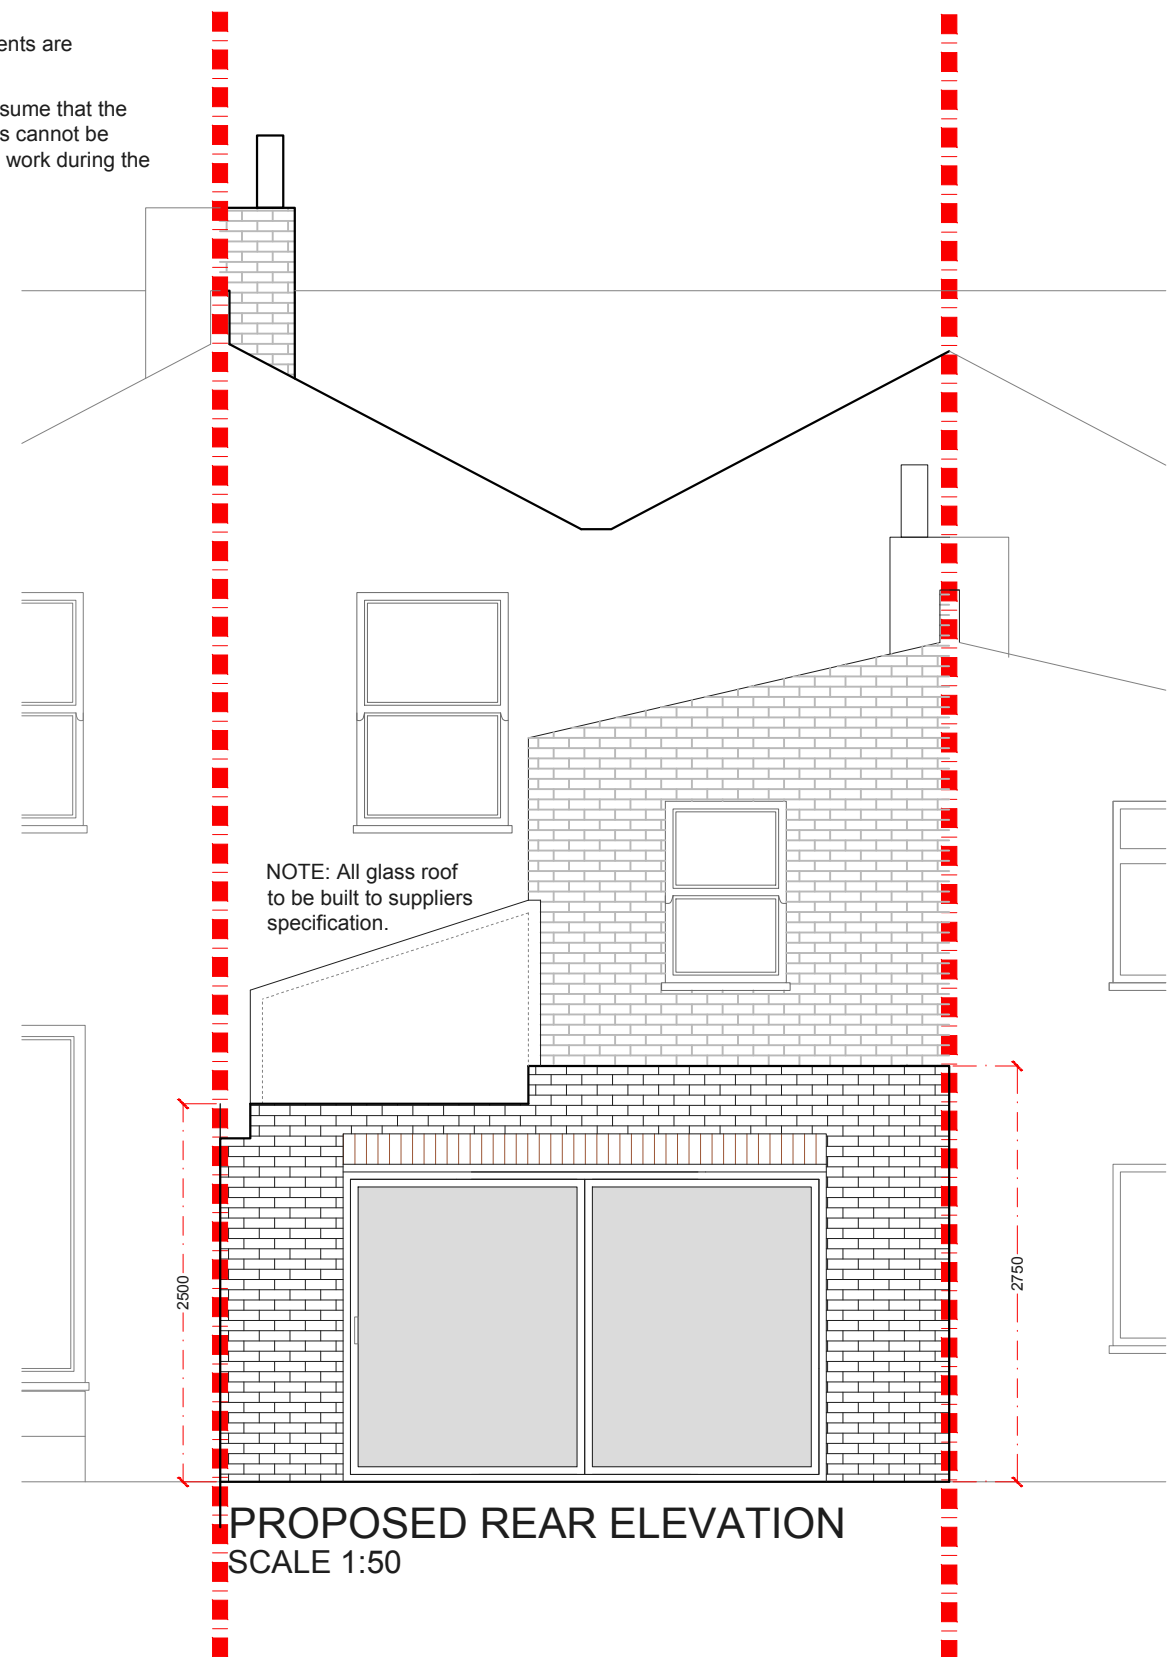 ents are
sume that the
s cannot be
work during the
NOTE: All glass roof
to be built to suppliers
specification.
2500
2750
PROPOSED REAR ELEVATION
SCALE 1:50